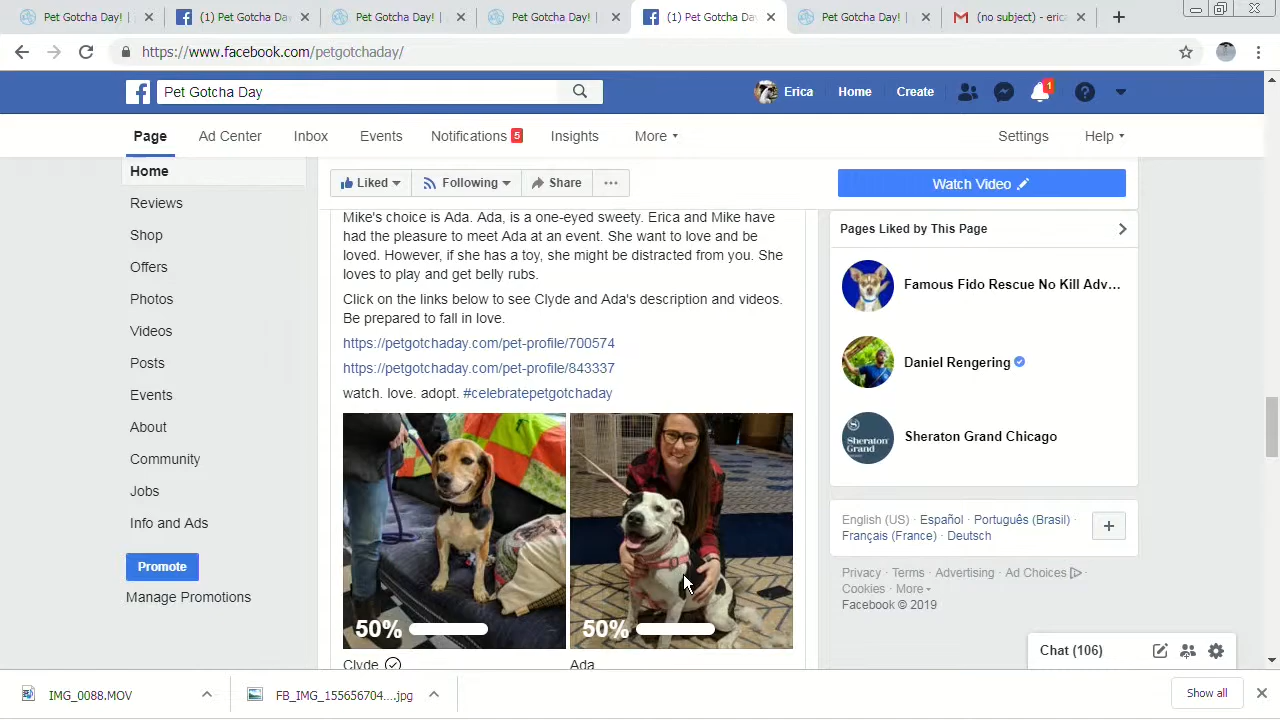 Pet Gotcha Day! |
(1) Pet Gotcha Day
Pet Gotcha Day! |
Pet Gotcha Day! |
(1) Pet Gotcha Day
Pet Gotcha Day! |
(no subject) - erica
https://www.facebook.com/petgotchaday/
Pet Gotcha Day
Erica Home Create 1
Page Ad Center Inbox Events Notifications 5 Insights More Settings Help
Home
Reviews
Shop
Offers
Photos
Videos
Posts
Events
About
Community
Jobs
Info and Ads
Promote
Manage Promotions
Liked Following Share ...
Watch Video
Mike's choice is Ada. Ada, is a one-eyed sweety. Erica and Mike have
had the pleasure to meet Ada at an event. She want to love and be
loved. However, if she has a toy, she might be distracted from you. She
loves to play and get belly rubs.
Click on the links below to see Clyde and Ada's description and videos.
Be prepared to fall in love.
https://petgotchaday.com/pet-profile/700574
https://petgotchaday.com/pet-profile/843337
watch. love. adopt. #celebratepetgotchaday
50% 50%
Clyde Ada
Pages Liked by This Page
Famous Fido Rescue No Kill Adv...
Daniel Rengering
Sheraton Grand Chicago
Sheraton
Grand
English (US) · Español · Português (Brasil) ·
Français (France) · Deutsch
Privacy · Terms · Advertising · Ad Choices ·
Cookies · More
Facebook © 2019
Chat (106)
IMG_0088.MOV
FB_IMG_155656704....jpg
Show all